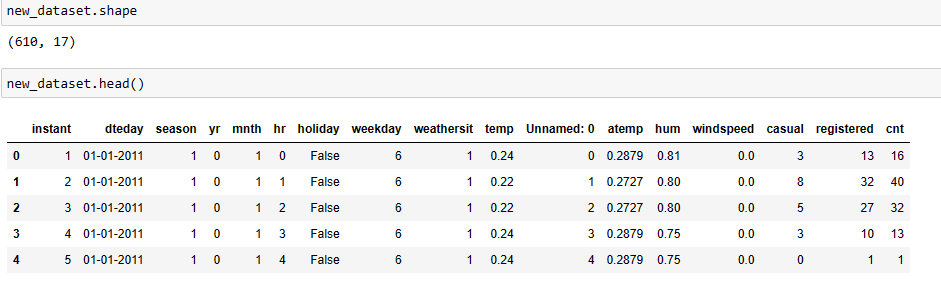 new_dataset.shape
(610, 17)
new_dataset.head()
instant dteday season yr mnth hr holiday weekday weathersit temp Unnamed: 0 atemp hum windspeed casual registered cnt
0 1 01-01-2011 1 0 1 0 False 6 1 0.24 0 0.2879 0.81 0.0 3 13 16
1 2 01-01-2011 1 0 1 1 False 6 1 0.22 1 0.2727 0.80 0.0 8 32 40
2 3 01-01-2011 1 0 1 2 False 6 1 0.22 2 0.2727 0.80 0.0 5 27 32
3 4 01-01-2011 1 0 1 3 False 6 1 0.24 3 0.2879 0.75 0.0 3 10 13
4 5 01-01-2011 1 0 1 4 False 6 1 0.24 4 0.2879 0.75 0.0 0 1 1